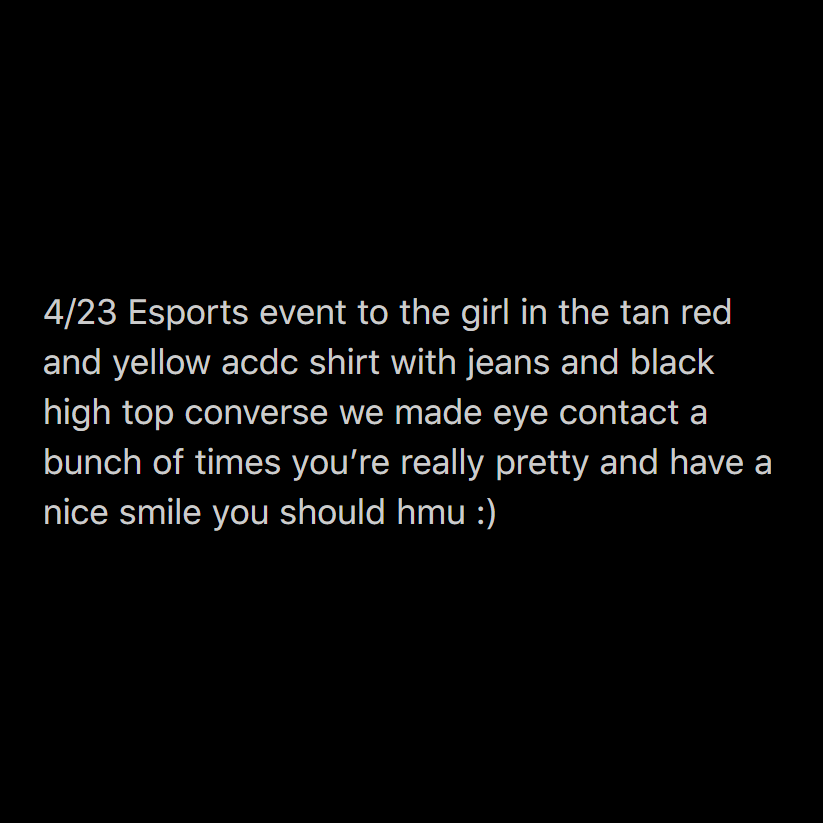 4/23 Esports event to the girl in the tan red
and yellow acdc shirt with jeans and black
high top converse we made eye contact a
bunch of times you’re really pretty and have a
nice smile you should hmu :)